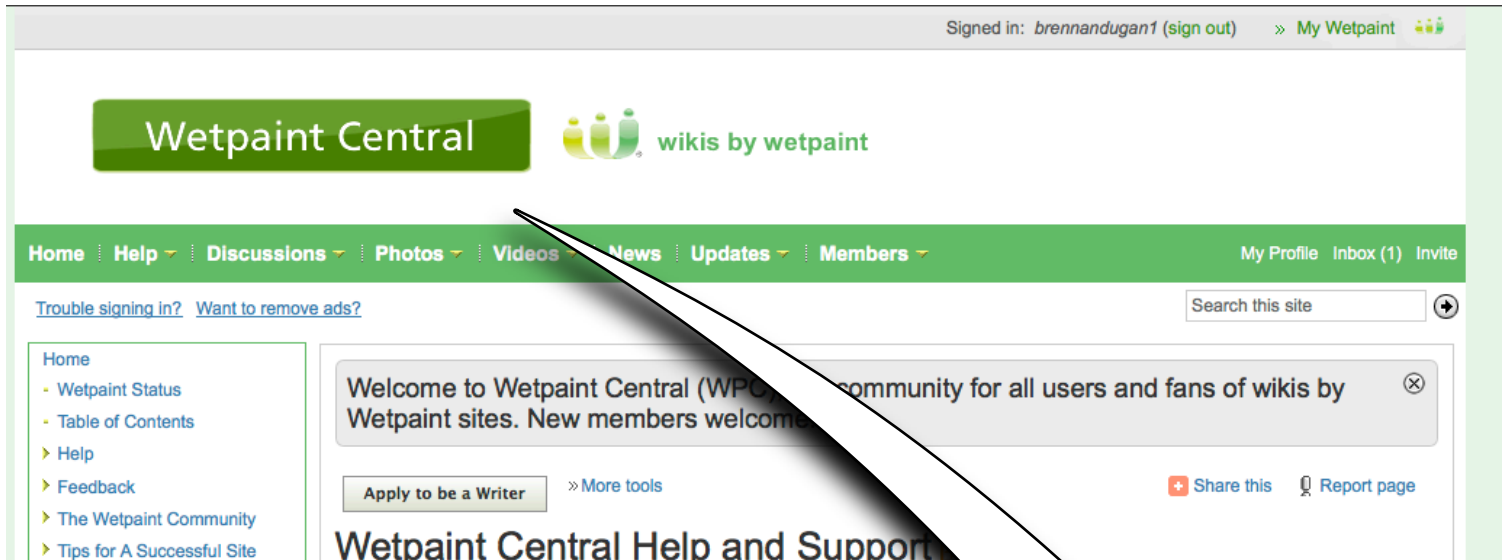 Signed in: brennandugan1 (sign out) » My Wetpaint
Wetpaint Central
wikis by wetpaint
Home Help Discussions Photos Videos News Updates Members My Profile Inbox (1) Invite
Trouble signing in? Want to remove ads? Search this site
Home
- Wetpaint Status
- Table of Contents
Help
Feedback
The Wetpaint Community
Tips for A Successful Site
Welcome to Wetpaint Central (WPC), community for all users and fans of wikis by
Wetpaint sites. New members welcome
Apply to be a Writer » More tools Share this Report page
Wetpaint Central Help and Support